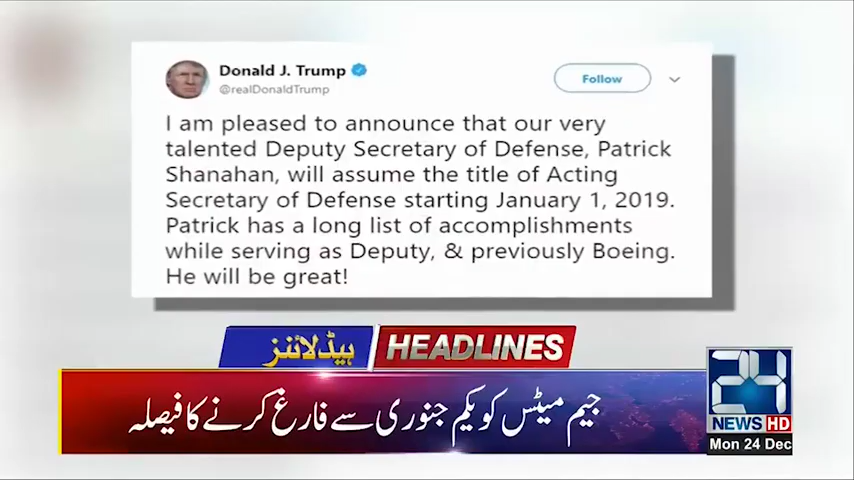 Donald J. Trump
@realDonaldTrump
Follow
I am pleased to announce that our very
talented Deputy Secretary of Defense, Patrick
Shanahan, will assume the title of Acting
Secretary of Defense starting January 1, 2019.
Patrick has a long list of accomplishments
while serving as Deputy, & previously Boeing.
He will be great!
ہیڈلائنز
HEADLINES
جیم میٹس کو یکم جنوری سے فارغ کرنے کا فیصلہ
24
NEWS HD
Mon 24 Dec